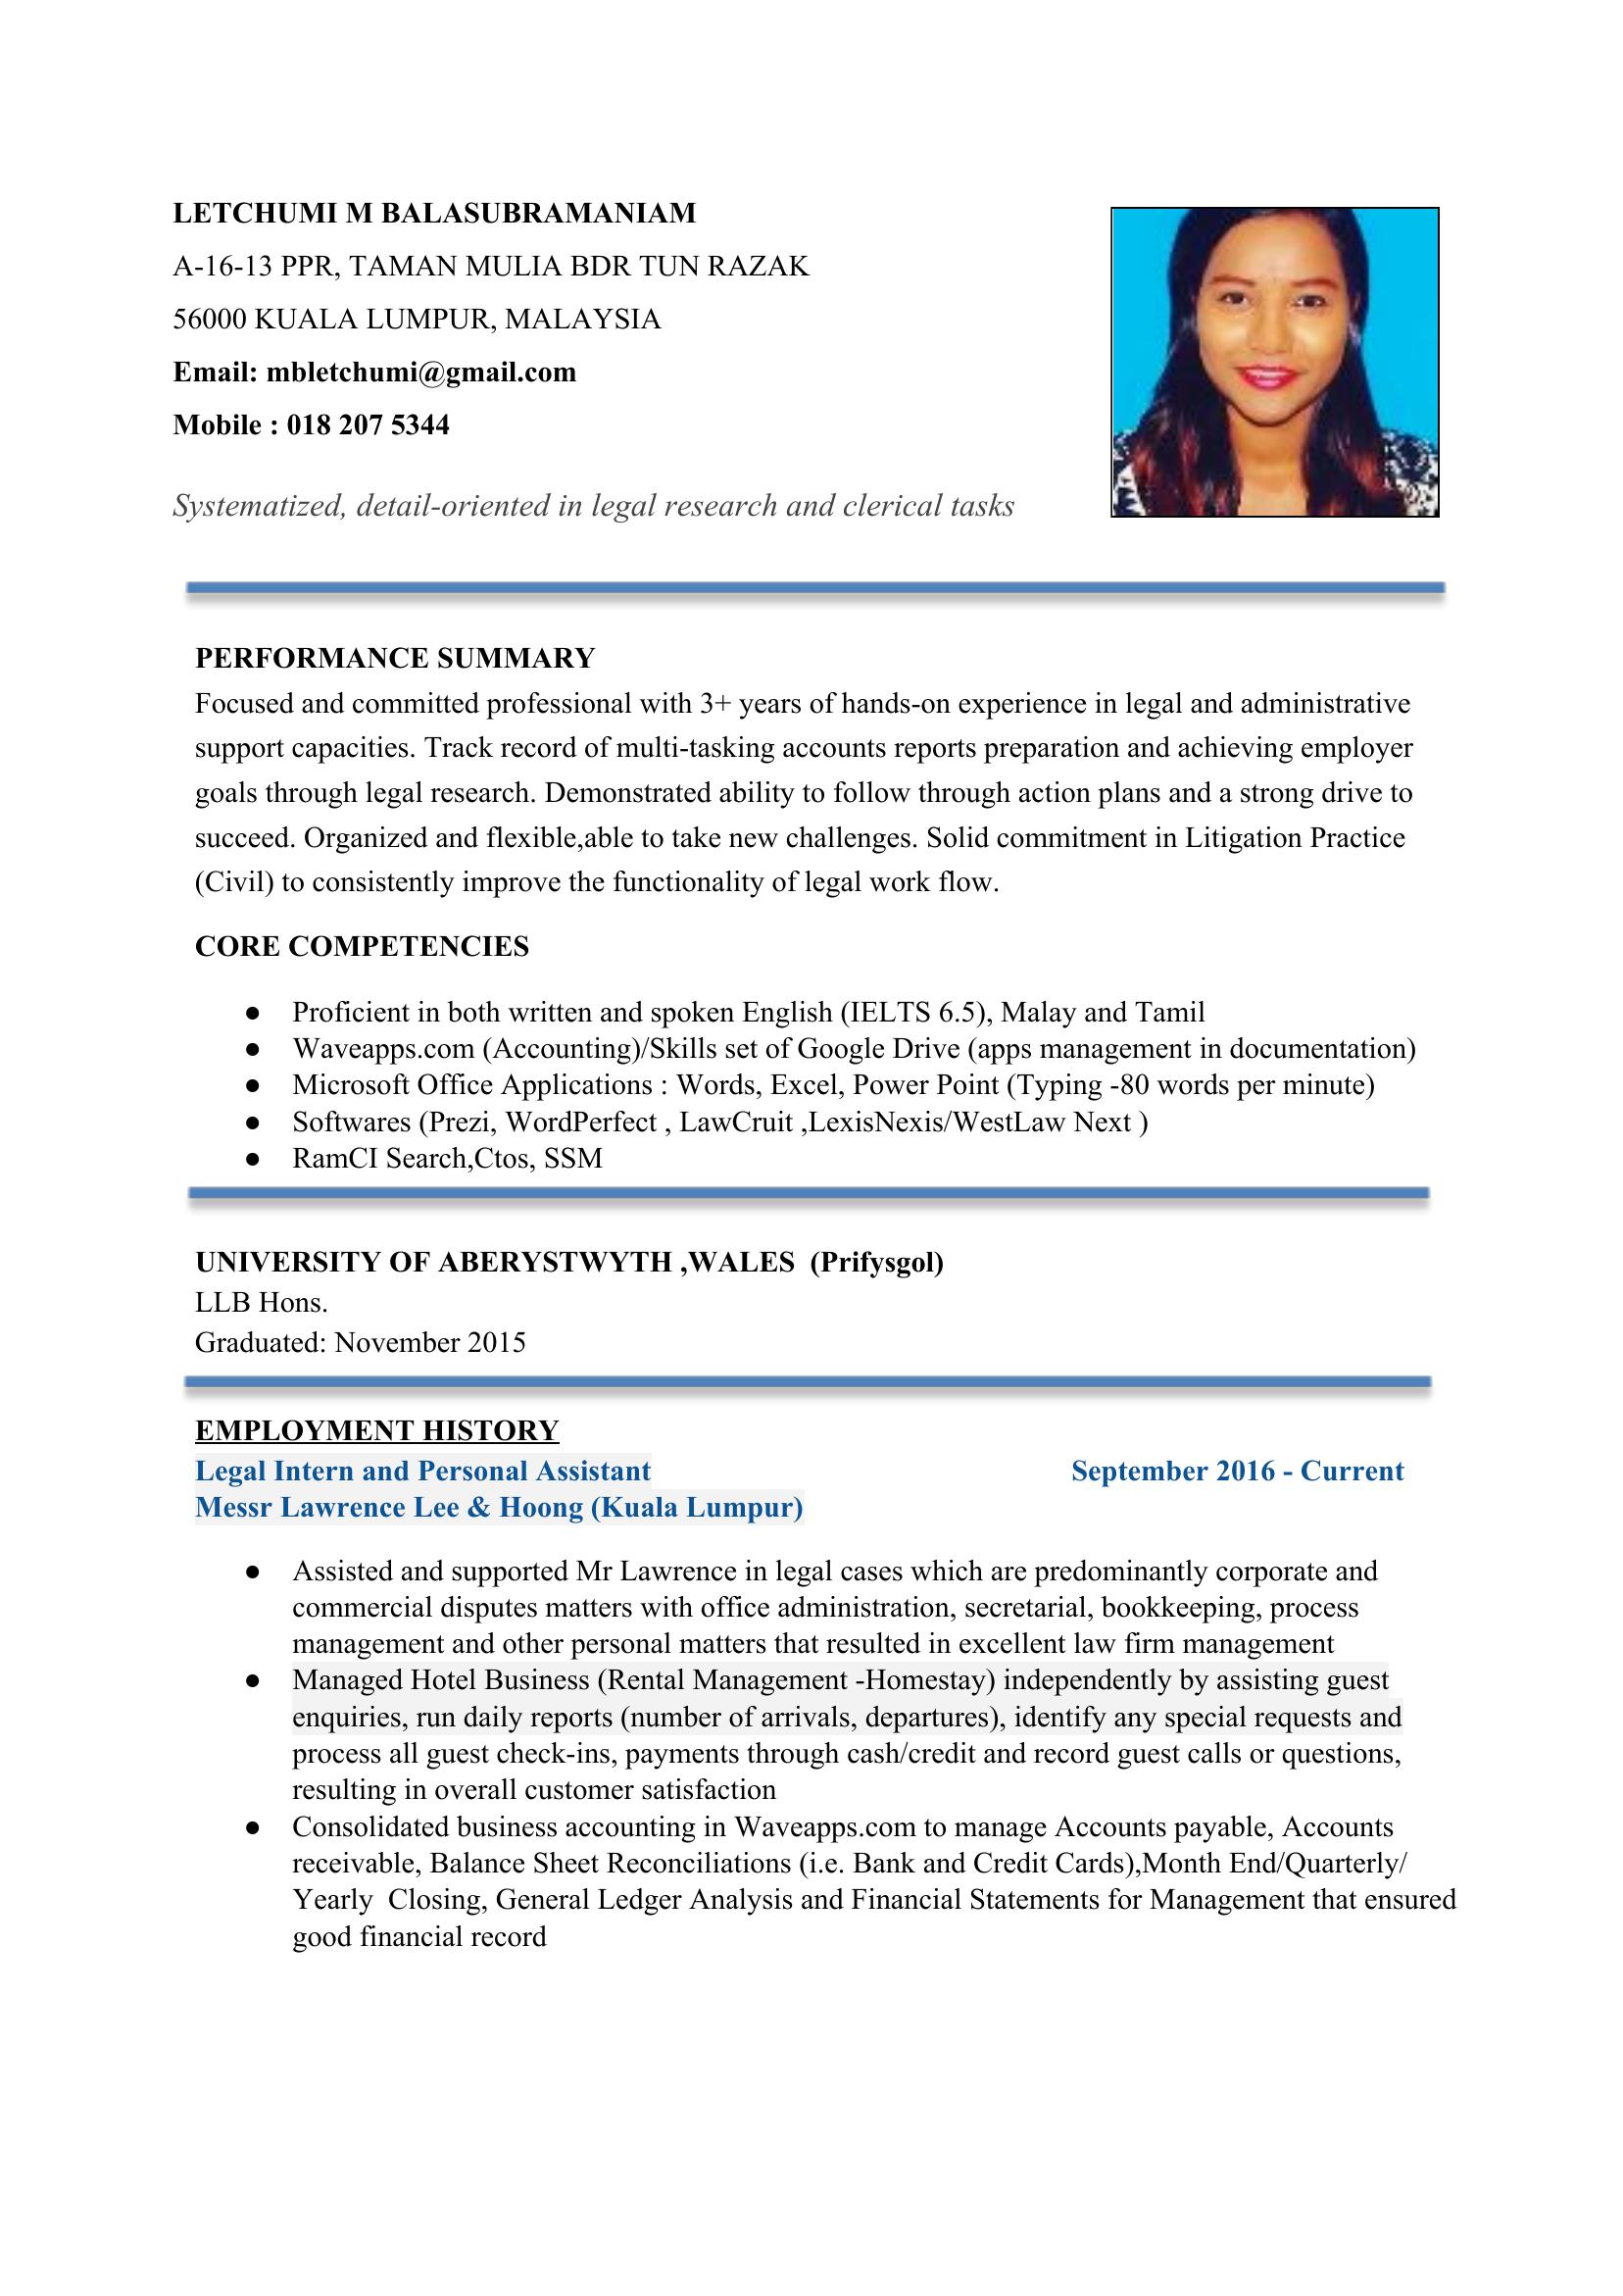 LETCHUMI M BALASUBRAMANIAM
A-16-13 PPR, TAMAN MULIA BDR TUN RAZAK
56000 KUALA LUMPUR, MALAYSIA
Email: mbletchumi@gmail.com
Mobile : 018 207 5344
Systematized, detail-oriented in legal research and clerical tasks
PERFORMANCE SUMMARY
Focused and committed professional with 3+ years of hands-on experience in legal and administrative
support capacities. Track record of multi-tasking accounts reports preparation and achieving employer
goals through legal research. Demonstrated ability to follow through action plans and a strong drive to
succeed. Organized and flexible,able to take new challenges. Solid commitment in Litigation Practice
(Civil) to consistently improve the functionality of legal work flow.
CORE COMPETENCIES
● Proficient in both written and spoken English (IELTS 6.5), Malay and Tamil
● Waveapps.com (Accounting)/Skills set of Google Drive (apps management in documentation)
● Microsoft Office Applications : Words, Excel, Power Point (Typing -80 words per minute)
● Softwares (Prezi, WordPerfect , LawCruit ,LexisNexis/WestLaw Next )
● RamCI Search,Ctos, SSM
UNIVERSITY OF ABERYSTWYTH ,WALES  (Prifysgol)
LLB Hons.
Graduated: November 2015
EMPLOYMENT HISTORY
Legal Intern and Personal Assistant September 2016 - Current
Messr Lawrence Lee & Hoong (Kuala Lumpur)
● Assisted and supported Mr Lawrence in legal cases which are predominantly corporate and
commercial disputes matters with office administration, secretarial, bookkeeping, process
management and other personal matters that resulted in excellent law firm management
● Managed Hotel Business (Rental Management -Homestay) independently by assisting guest
enquiries, run daily reports (number of arrivals, departures), identify any special requests and
process all guest check-ins, payments through cash/credit and record guest calls or questions,
resulting in overall customer satisfaction
● Consolidated business accounting in Waveapps.com to manage Accounts payable, Accounts
receivable, Balance Sheet Reconciliations (i.e. Bank and Credit Cards),Month End/Quarterly/
Yearly  Closing, General Ledger Analysis and Financial Statements for Management that ensured
good financial record